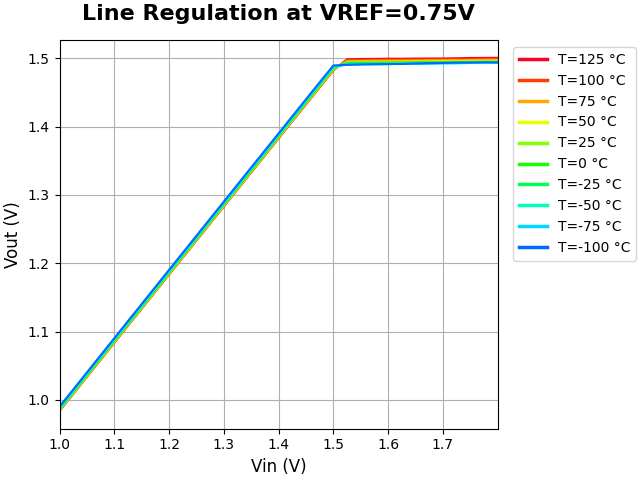 Line Regulation at VREF=0.75V
Vout (V)
1.5
1.4
1.3
1.2
1.1
1.0
1.0 1.1 1.2 1.3 1.4 1.5 1.6 1.7
Vin (V)
T=125 °C
T=100 °C
T=75 °C
T=50 °C
T=25 °C
T=0 °C
T=-25 °C
T=-50 °C
T=-75 °C
T=-100 °C